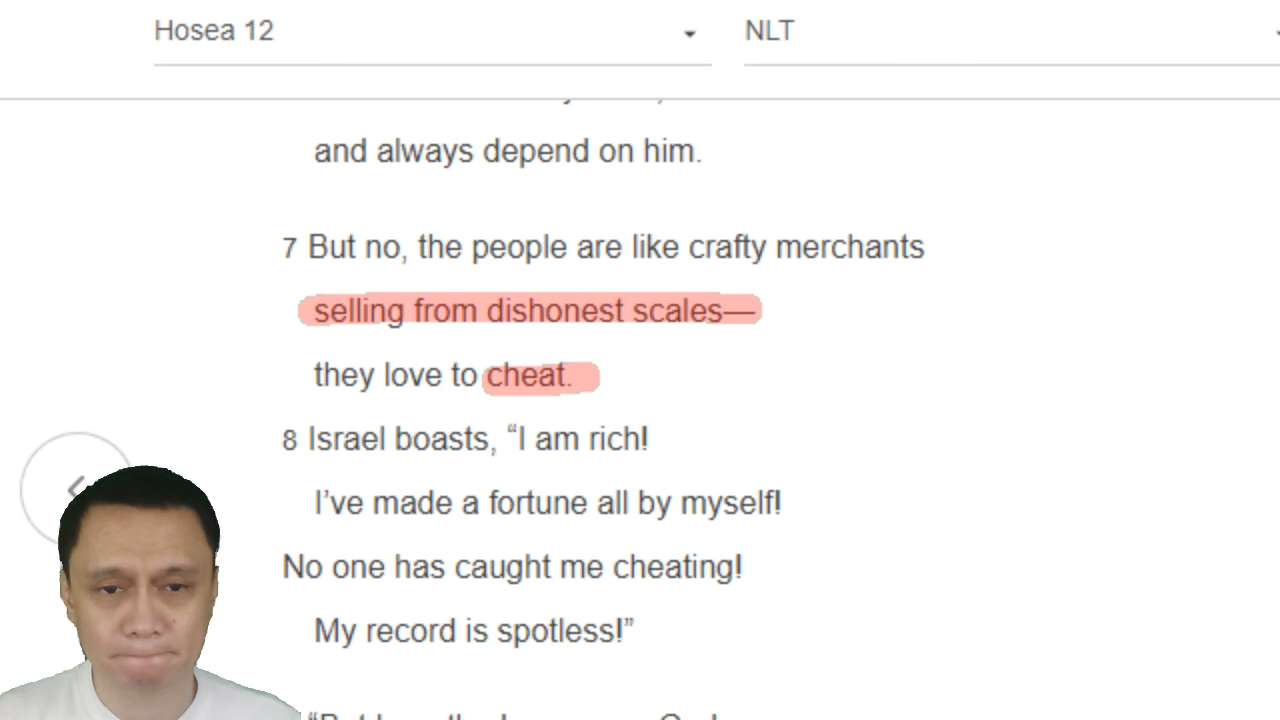 Hosea 12
NLT
and always depend on him.
7 But no, the people are like crafty merchants
selling from dishonest scales—
they love to cheat.
8 Israel boasts, “I am rich!
I’ve made a fortune all by myself!
No one has caught me cheating!
My record is spotless!”